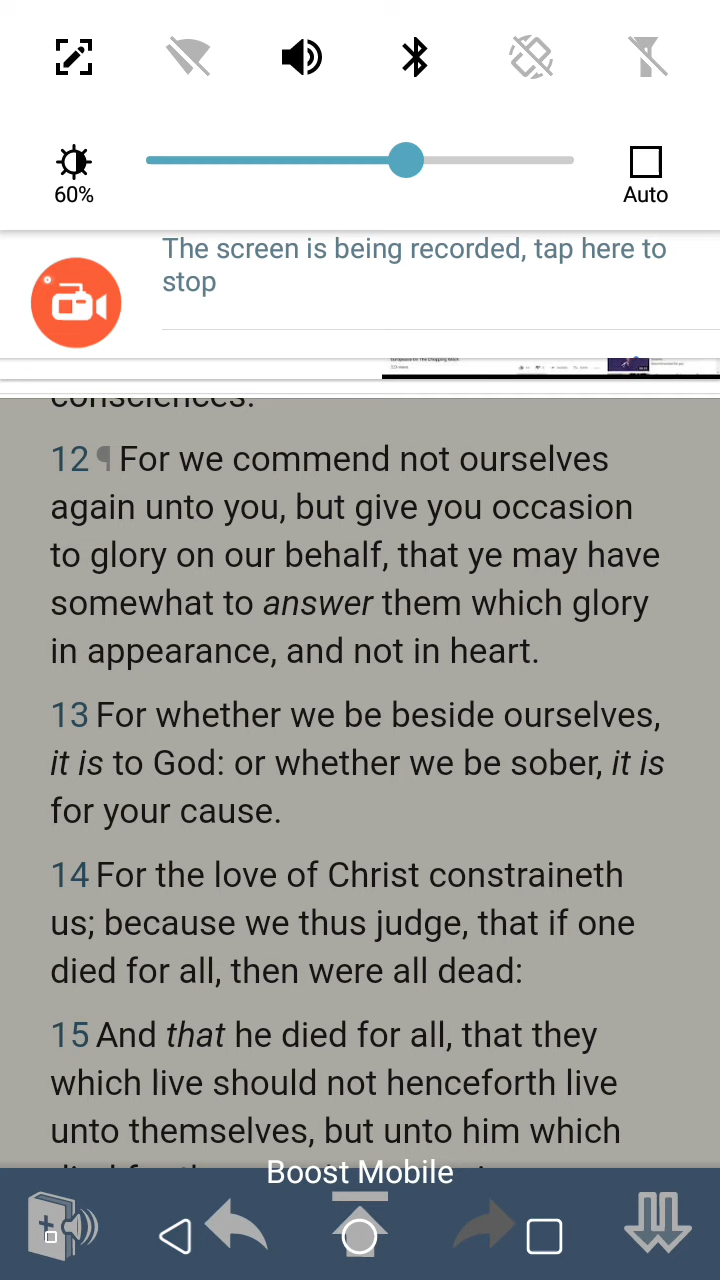 60%
Auto
The screen is being recorded, tap here to
stop
consciences.
12 ¶ For we commend not ourselves
again unto you, but give you occasion
to glory on our behalf, that ye may have
somewhat to answer them which glory
in appearance, and not in heart.
13 For whether we be beside ourselves,
it is to God: or whether we be sober, it is
for your cause.
14 For the love of Christ constraineth
us; because we thus judge, that if one
died for all, then were all dead:
15 And that he died for all, that they
which live should not henceforth live
unto themselves, but unto him which
Boost Mobile